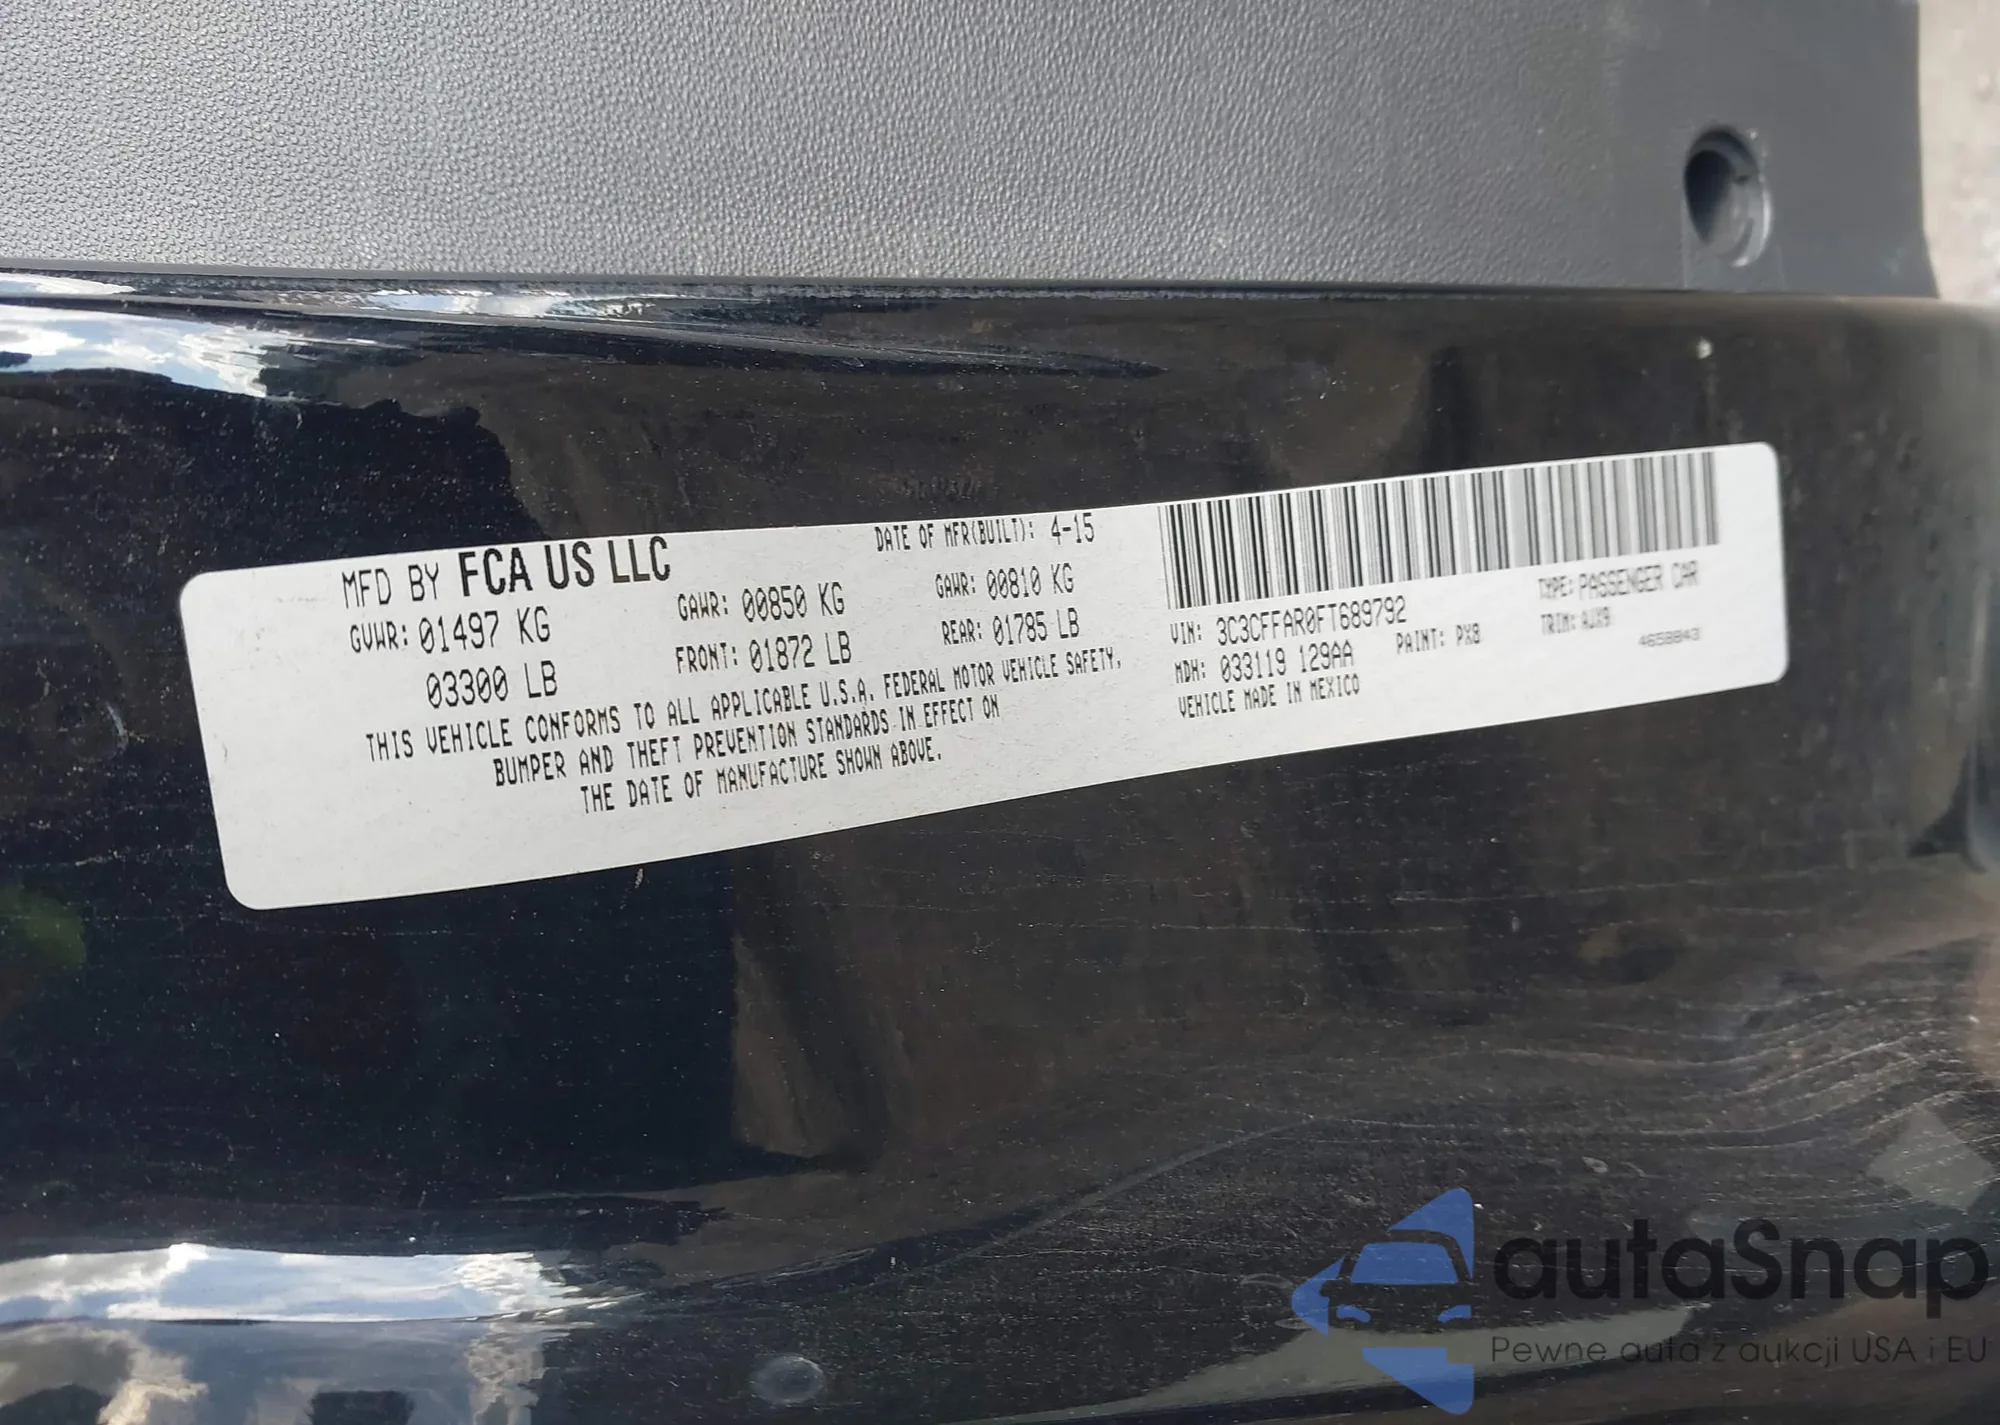 MFD BY FCA US LLC
DATE OF MFR(BUILT): 4-15
GVWR: 01497 KG
GAWR: 00850 KG
GAWR: 00810 KG
03300 LB
FRONT: 01872 LB
REAR: 01785 LB
THIS VEHICLE CONFORMS TO ALL APPLICABLE U.S.A. FEDERAL MOTOR VEHICLE SAFETY,
BUMPER AND THEFT PREVENTION STANDARDS IN EFFECT ON
THE DATE OF MANUFACTURE SHOWN ABOVE.
VIN: 3C3CFFAR0FT689792
TYPE: PASSENGER CAR
MDH: 033119 129AA
PAINT: PX8
TRIM: AJX9
VEHICLE MADE IN MEXICO
4658843
autaSnap
Pewne auta z aukcji USA i EU